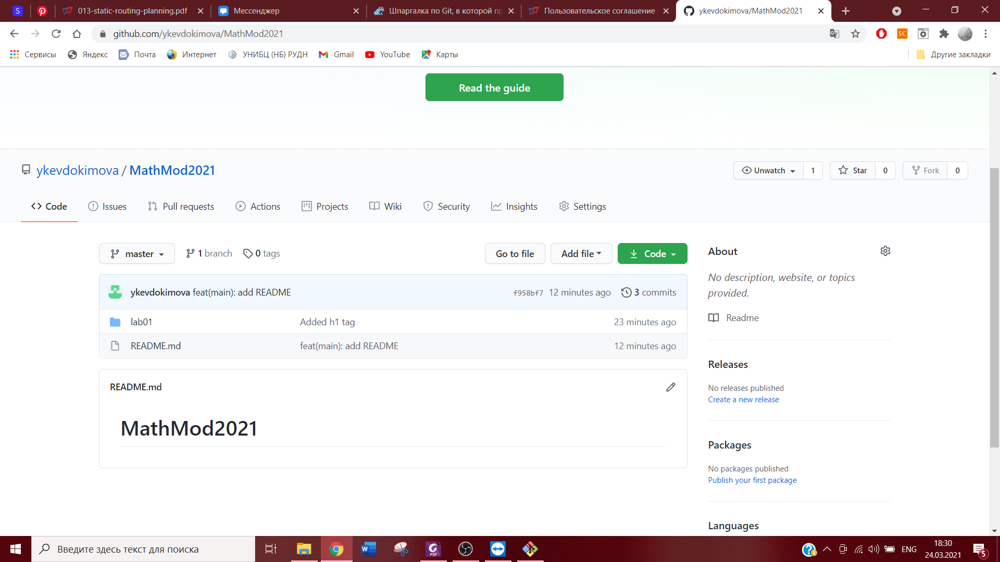 S
013-static-routing-planning.pdf
Мессенджер
Шпаргалка по Git, в которой
Пользовательское соглашение
ykevdokimova/MathMod2021
github.com/ykevdokimova/MathMod2021
SC
Сервисы
Яндекс
Почта
Интернет
УНИБЦ (НБ) РУДН
Gmail
YouTube
Карты
Другие закладки
Read the guide
ykevdokimova / MathMod2021
Unwatch 1
Star 0
Fork 0
Code
Issues
Pull requests
Actions
Projects
Wiki
Security
Insights
Settings
master
1 branch
0 tags
Go to file
Add file
Code
ykevdokimova feat(main): add README
f958bf7 12 minutes ago
3 commits
lab01
Added h1 tag
23 minutes ago
README.md
feat(main): add README
12 minutes ago
README.md
MathMod2021
About
No description, website, or topics
provided.
Readme
Releases
No releases published
Create a new release
Packages
No packages published
Publish your first package
Languages
Введите здесь текст для поиска
W
PDF
ENG
18:30
24.03.2021
5